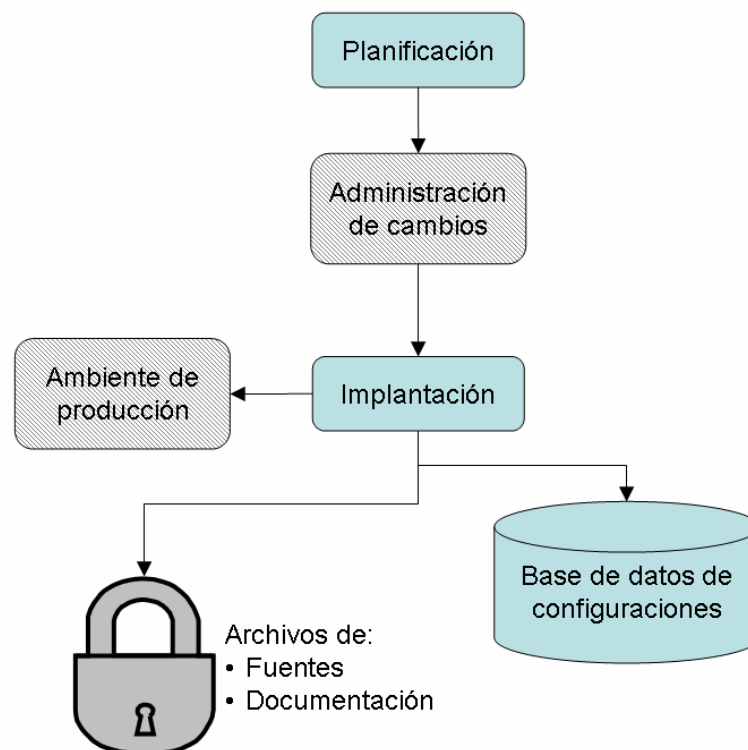 Planificación
Administración
de cambios
Ambiente de
producción
Implantación
Base de datos de
configuraciones
Archivos de:
• Fuentes
• Documentación